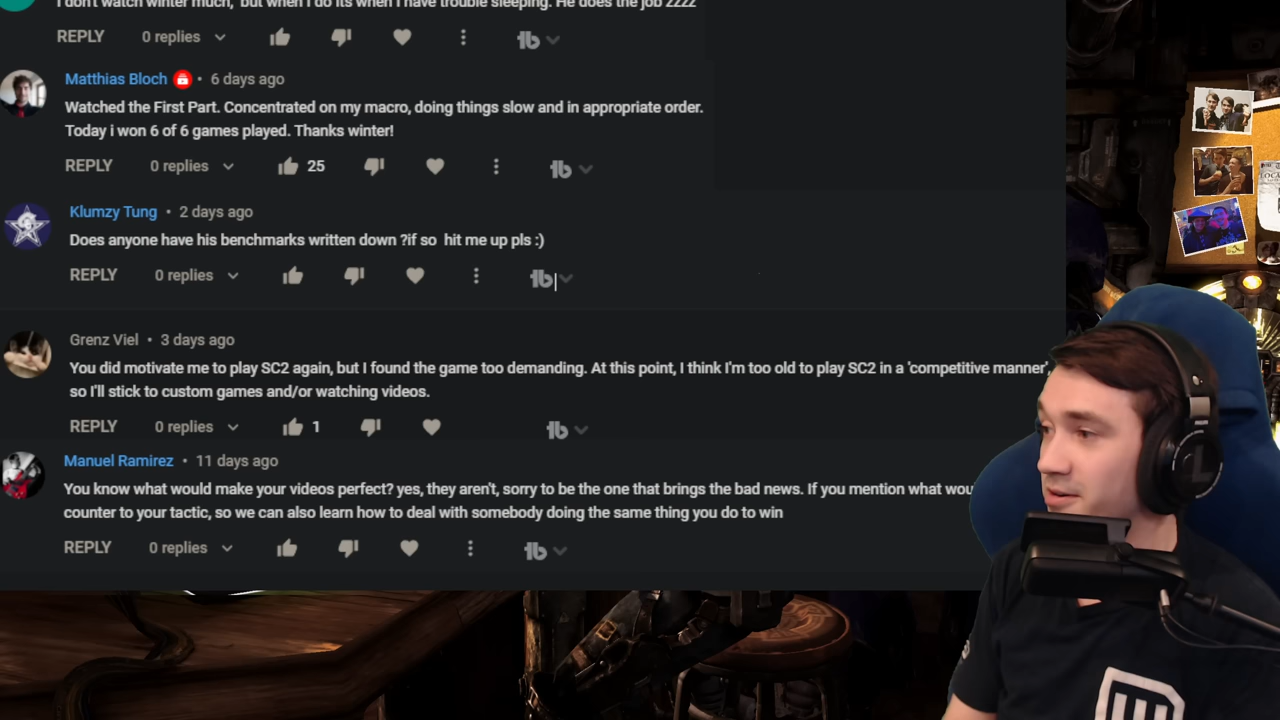 I don't watch winter much, but when I do its when I have trouble sleeping. He does the job zzzz
REPLY 0 replies
Matthias Bloch • 6 days ago
Watched the First Part. Concentrated on my macro, doing things slow and in appropriate order.
Today i won 6 of 6 games played. Thanks winter!
REPLY 0 replies 25
Klumzy Tung • 2 days ago
Does anyone have his benchmarks written down ?if so hit me up pls :)
REPLY 0 replies
Grenz Viel • 3 days ago
You did motivate me to play SC2 again, but I found the game too demanding. At this point, I think I'm too old to play SC2 in a 'competitive manner',
so I'll stick to custom games and/or watching videos.
REPLY 0 replies 1
Manuel Ramirez • 11 days ago
You know what would make your videos perfect? yes, they aren't, sorry to be the one that brings the bad news. If you mention what wou
counter to your tactic, so we can also learn how to deal with somebody doing the same thing you do to win
REPLY 0 replies